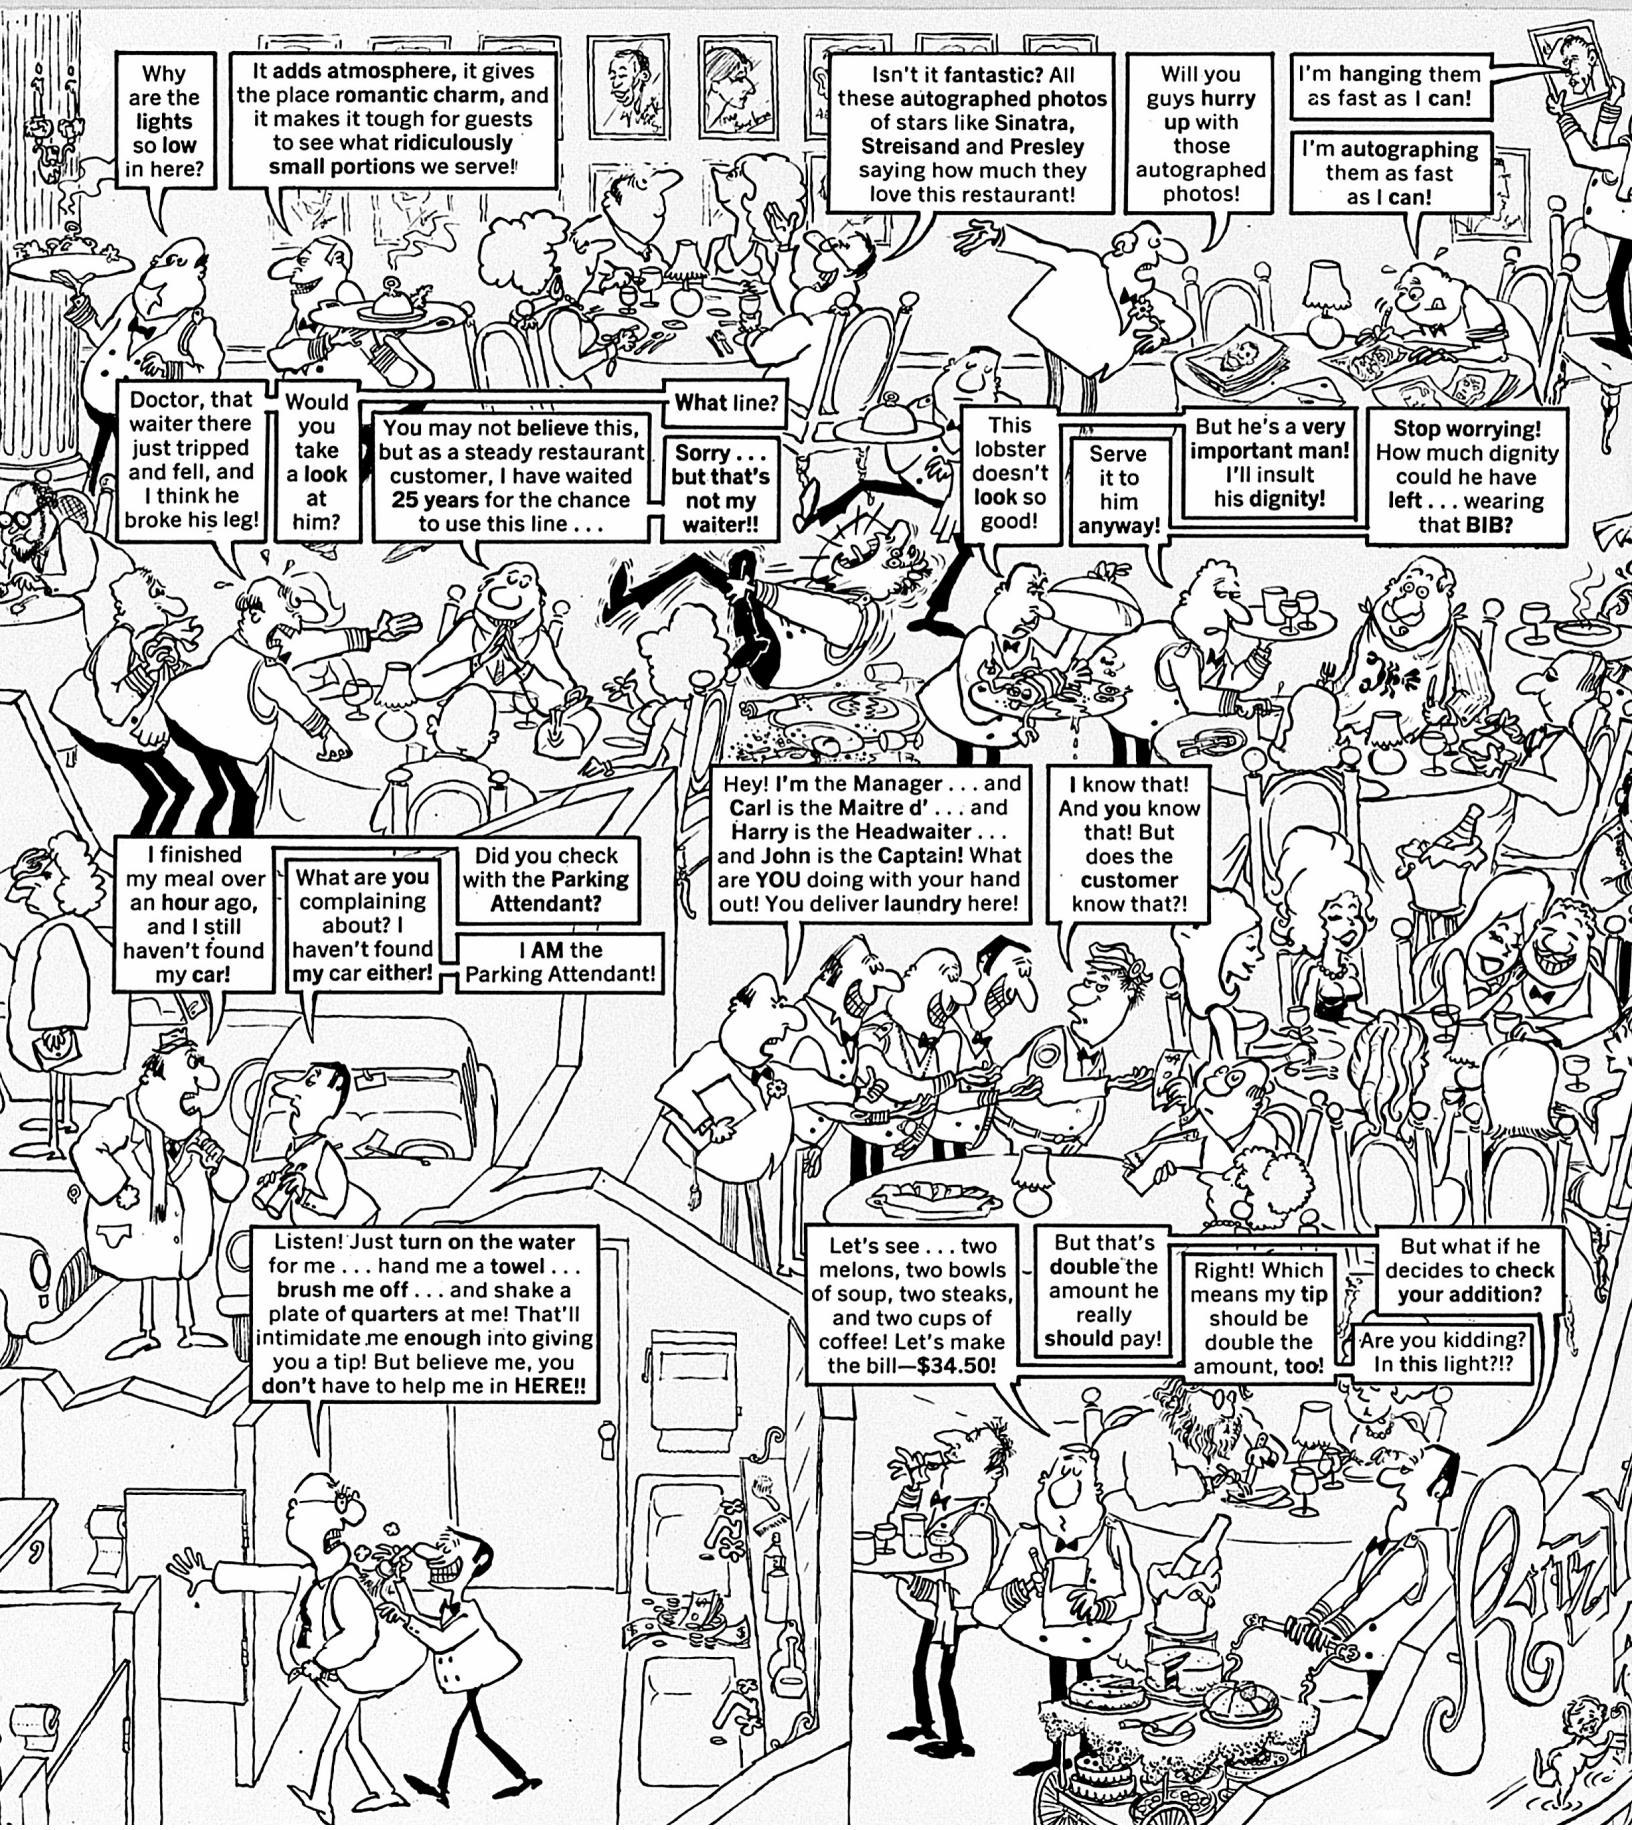 Why
are the
lights
so low
in here?
It adds atmosphere, it gives
the place romantic charm, and
it makes it tough for guests
to see what ridiculously
small portions we serve!
Isn't it fantastic? All
these autographed photos
of stars like Sinatra,
Streisand and Presley
saying how much they
love this restaurant!
Will you
guys hurry
up with
those
autographed
photos!
I'm hanging them
as fast as I can!
I'm autographing
them as fast
as I can!
Doctor, that
waiter there
just tripped
and fell, and
I think he
broke his leg!
Would
you
take
a look
at
him?
You may not believe this,
but as a steady restaurant
customer, I have waited
25 years for the chance
to use this line . . .
What line?
Sorry . . .
but that's
not my
waiter!!
This
lobster
doesn't
look so
good!
Serve
it to
him
anyway!
But he's a very
important man!
I'll insult
his dignity!
Stop worrying!
How much dignity
could he have
left . . . wearing
that BIB?
I finished
my meal over
an hour ago,
and I still
haven't found
my car!
What are you
complaining
about? I
haven't found
my car either!
Did you check
with the Parking
Attendant?
I AM the
Parking Attendant!
Hey! I'm the Manager . . . and
Carl is the Maitre d' . . . and
Harry is the Headwaiter . . .
and John is the Captain! What
are YOU doing with your hand
out! You deliver laundry here!
I know that!
And you know
that! But
does the
customer
know that?!
Listen! Just turn on the water
for me . . . hand me a towel . . .
brush me off . . . and shake a
plate of quarters at me! That'll
intimidate me enough into giving
you a tip! But believe me, you
don't have to help me in HERE!!
Let's see . . . two
melons, two bowls
of soup, two steaks,
and two cups of
coffee! Let's make
the bill—$34.50!
But that's
double the
amount he
really
should pay!
Right! Which
means my tip
should be
double the
amount, too!
But what if he
decides to check
your addition?
Are you kidding?
In this light?!?